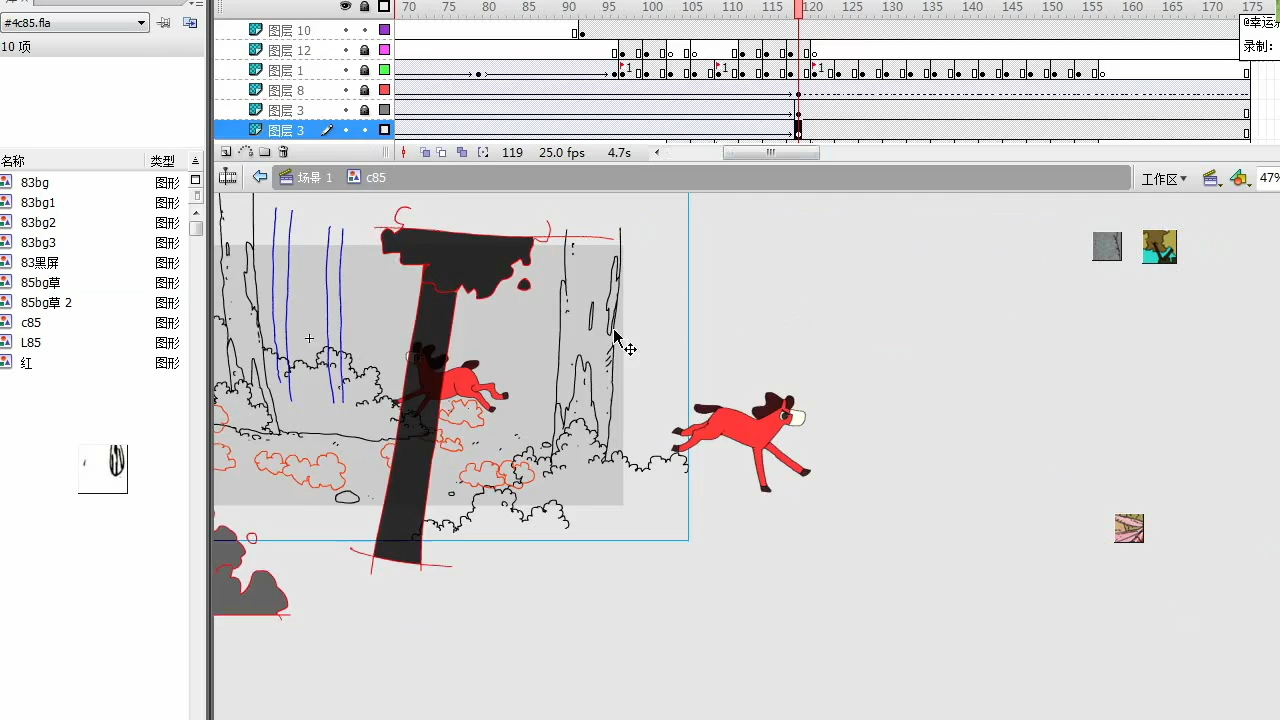 #4c85.fla
10 项
名称 类型
83bg 图形
83bg1 图形
83bg2 图形
83bg3 图形
83黑屏 图形
85bg草 图形
85bg草 2 图形
c85 图形
L85 图形
红 图形
70 75 80 85 90 95 100 105 110 115 120 125 130 135 140 145 150 155 160 165 170 175
图层 10
图层 12
图层 1
图层 8
图层 3
图层 3
1 1 1
119 25.0 fps 4.7s
场景 1 c85
工作区 47%
@幸运
录制: